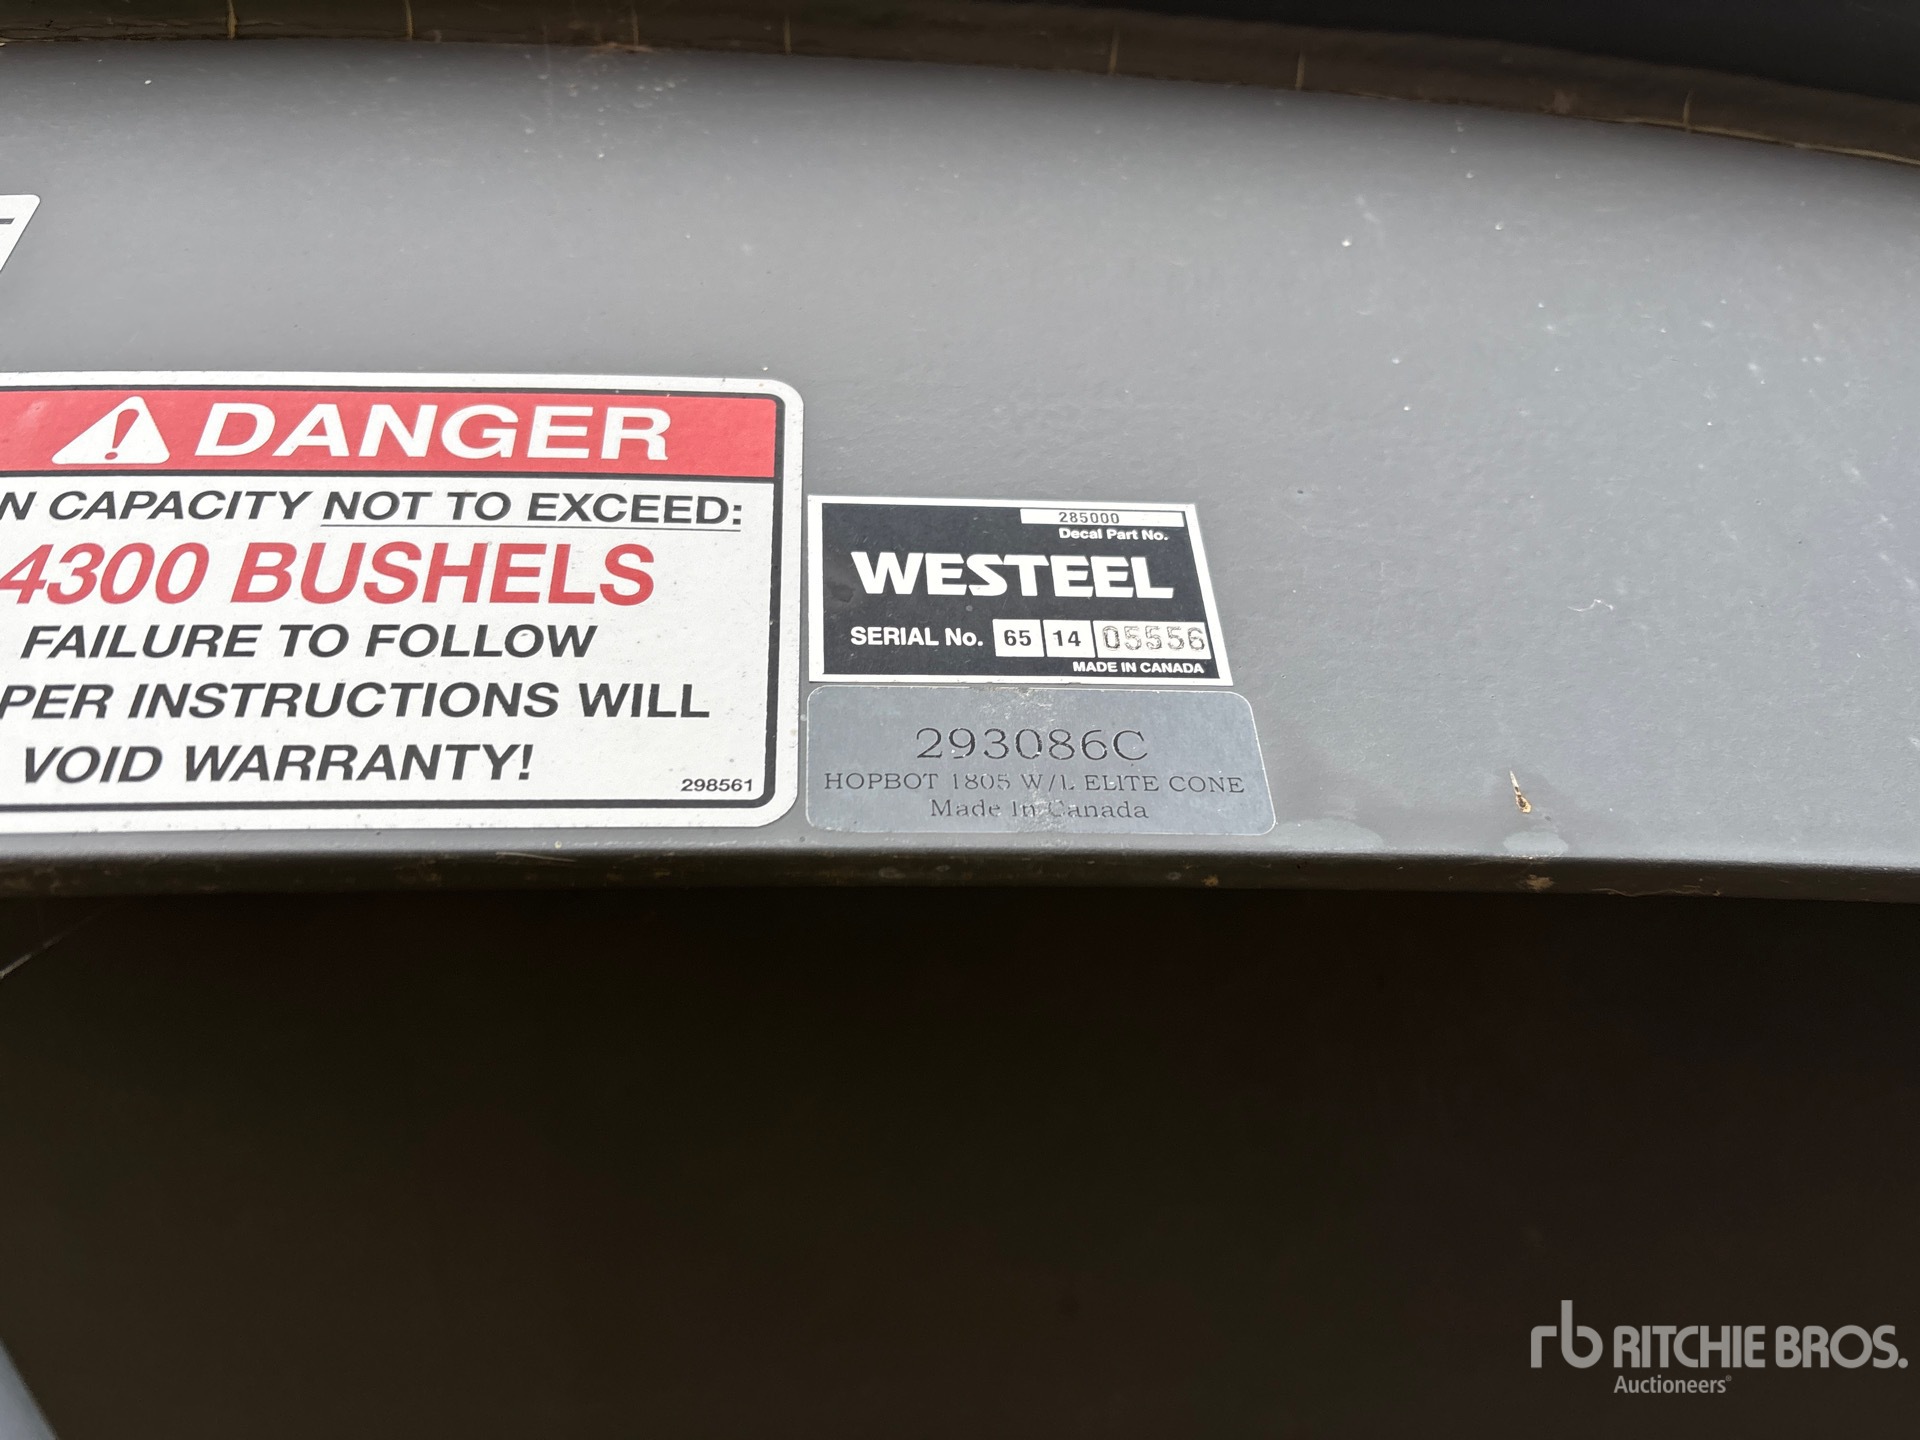 DANGER
N CAPACITY NOT TO EXCEED:
4300 BUSHELS
FAILURE TO FOLLOW
PER INSTRUCTIONS WILL
VOID WARRANTY!
298561
285000
Decal Part No.
WESTEEL
SERIAL No. 65 14 05556
MADE IN CANADA
293086C
HOPBOT 1805 W/L ELITE CONE
Made In Canada
rb RITCHIE BROS.
Auctioneers®